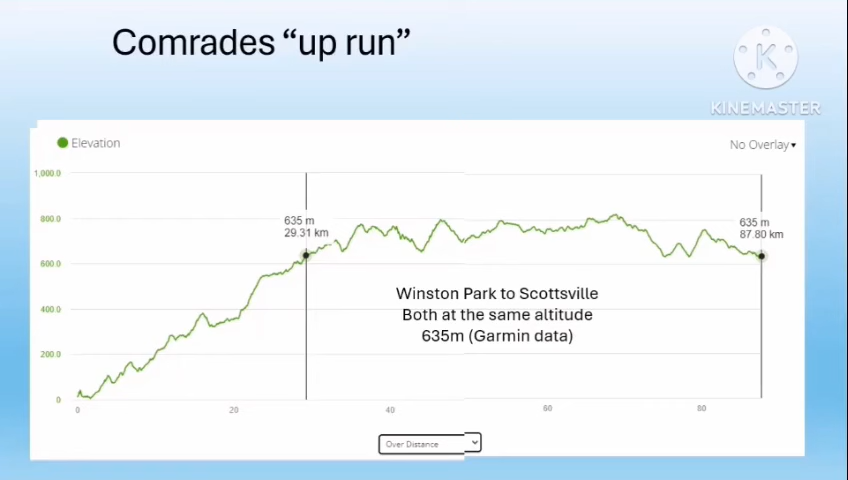 Comrades “up run”
KINEMASTER
Elevation
No Overlay▾
1,000.0
800.0
600.0
400.0
200.0
0
635 m
29.31 km
635 m
87.80 km
Winston Park to Scottsville
Both at the same altitude
635m (Garmin data)
0 20 40 60 80
Over Distance